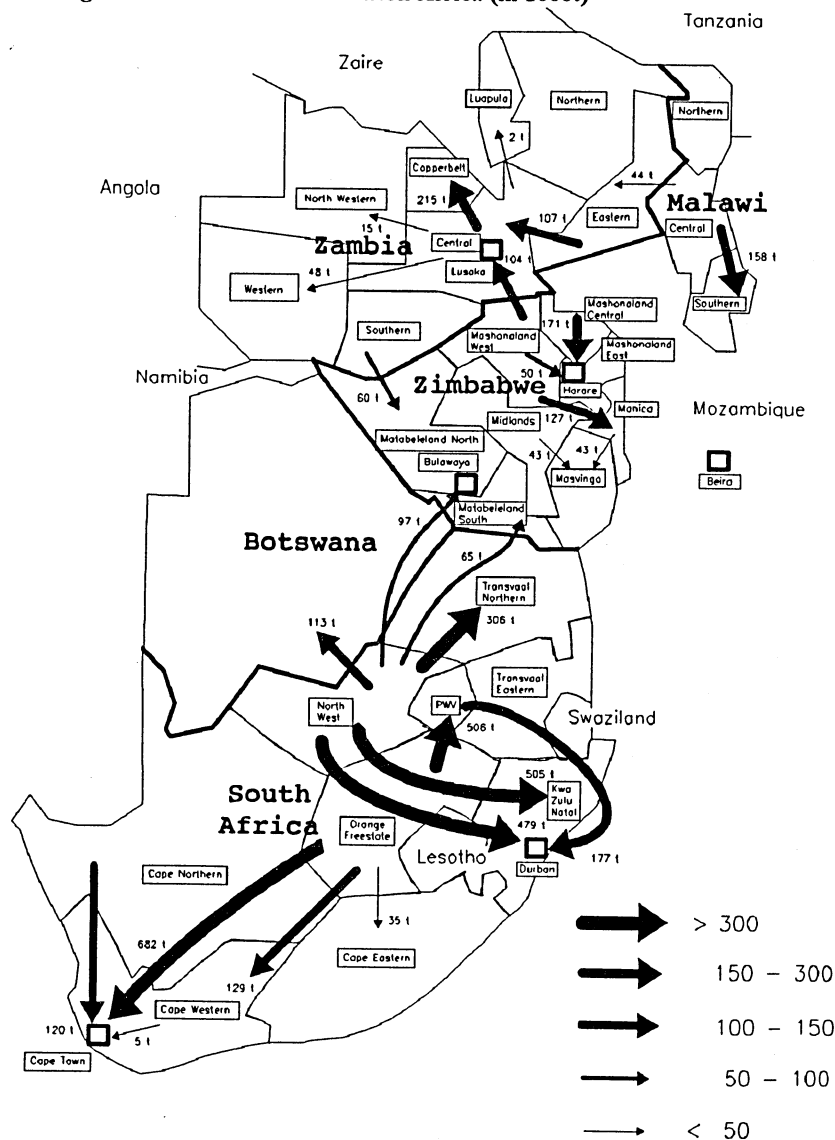 Tanzania
Zaire
Luapula
Northern
Northern
2 t
Copperbelt
44 t
Angola
North Western
215 t
Malawi
15 t
107 t
Eastern
Central
Zambia
Central
104 t
158 t
48 t
Lusaka
Western
Southern
Southern
Mashonaland
West
171 t
Mashonaland
Central
Mashonaland
East
Namibia
50 t
Zimbabwe
Harare
60 t
127 t
Manica
Mozambique
Midlands
Matabeleland North
43 t
43 t
Bulawayo
Masvingo
Beira
Matabeleland
South
97 t
Botswana
65 t
Transvaal
Northern
306 t
113 t
Transvaal
Eastern
North
West
PWV
506 t
Swaziland
505 t
Kwa
Zulu
Natal
South
Africa
479 t
Orange
Freestate
Lesotho
Durban
177 t
Cape Northern
35 t
> 300
682 t
Cape Eastern
129 t
150 - 300
Cape Western
120 t
5 t
100 - 150
Cape Town
50 - 100
< 50